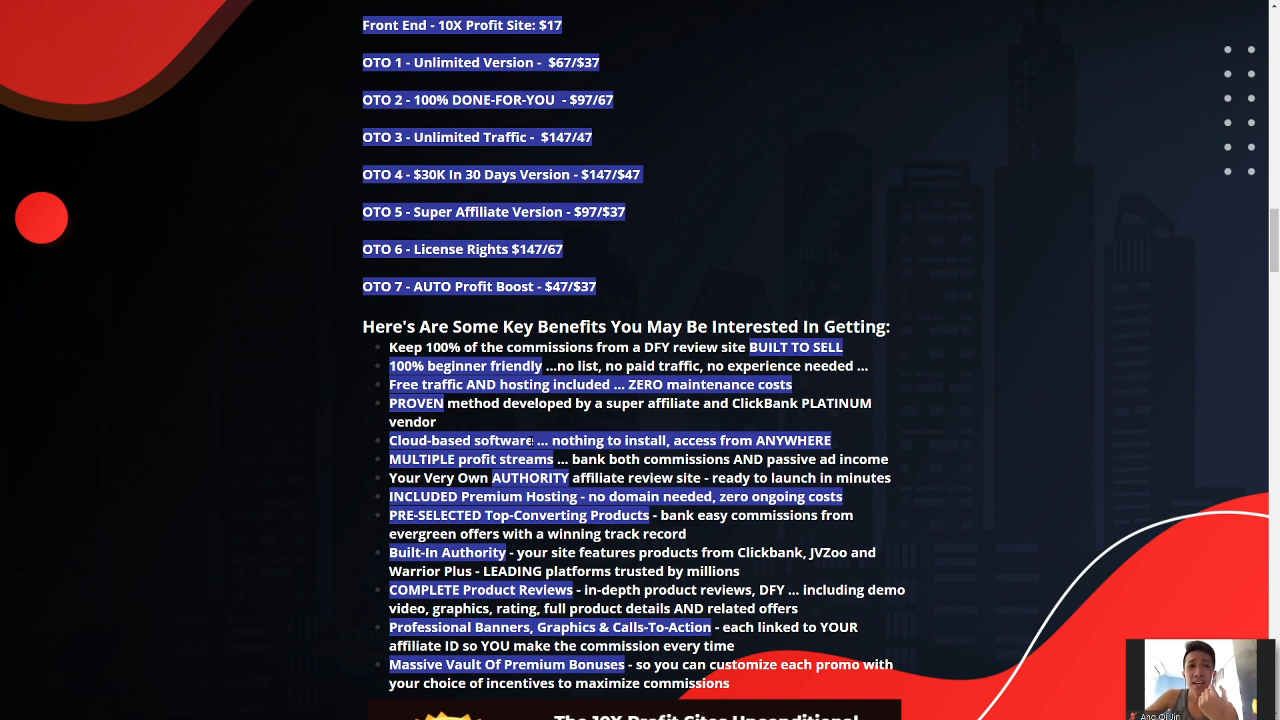 Front End - 10X Profit Site: $17
OTO 1 - Unlimited Version -  $67/$37
OTO 2 - 100% DONE-FOR-YOU  - $97/67
OTO 3 - Unlimited Traffic -  $147/47
OTO 4 - $30K In 30 Days Version - $147/$47
OTO 5 - Super Affiliate Version - $97/$37
OTO 6 - License Rights $147/67
OTO 7 - AUTO Profit Boost - $47/$37
Here's Are Some Key Benefits You May Be Interested In Getting:
Keep 100% of the commissions from a DFY review site BUILT TO SELL
100% beginner friendly ...no list, no paid traffic, no experience needed ...
Free traffic AND hosting included ... ZERO maintenance costs
PROVEN method developed by a super affiliate and ClickBank PLATINUM
vendor
Cloud-based software ... nothing to install, access from ANYWHERE
MULTIPLE profit streams ... bank both commissions AND passive ad income
Your Very Own AUTHORITY affiliate review site - ready to launch in minutes
INCLUDED Premium Hosting - no domain needed, zero ongoing costs
PRE-SELECTED Top-Converting Products - bank easy commissions from
evergreen offers with a winning track record
Built-In Authority - your site features products from Clickbank, JVZoo and
Warrior Plus - LEADING platforms trusted by millions
COMPLETE Product Reviews - in-depth product reviews, DFY ... including demo
video, graphics, rating, full product details AND related offers
Professional Banners, Graphics & Calls-To-Action - each linked to YOUR
affiliate ID so YOU make the commission every time
Massive Vault Of Premium Bonuses - so you can customize each promo with
your choice of incentives to maximize commissions
The 10X Profit Sites Unconditional
Ang Qi Jin